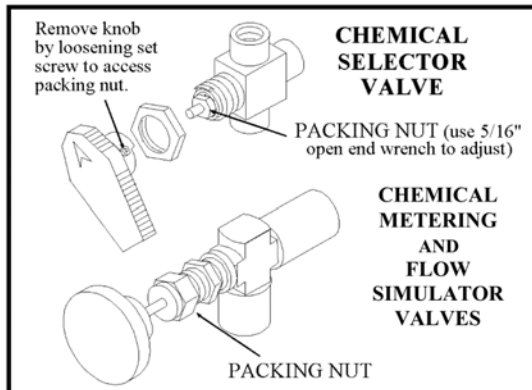 Remove knob
by loosening set
screw to access
packing nut.
CHEMICAL
SELECTOR
VALVE
PACKING NUT (use 5/16"
open end wrench to adjust)
CHEMICAL
METERING
AND
FLOW
SIMULATOR
VALVES
PACKING NUT